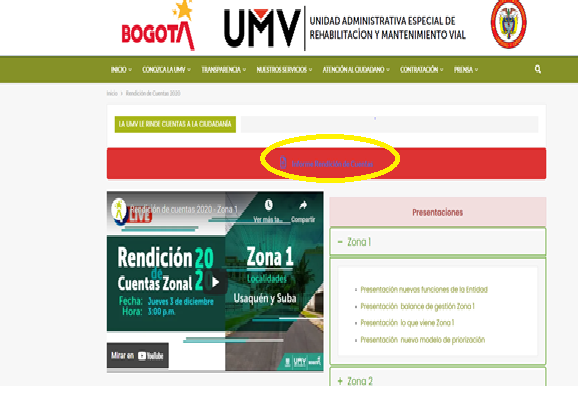 BOGOTÁ
UMV
UNIDAD ADMINISTRATIVA ESPECIAL DE
REHABILITACIÓN Y MANTENIMIENTO VIAL
INICIO
CONOZCA LA UMV
TRANSPARENCIA
NUESTROS SERVICIOS
ATENCIÓN AL CIUDADANO
CONTRATACIÓN
PRENSA
Inicio > Rendición de Cuentas 2020
LA UMV LE RINDE CUENTAS A LA CIUDADANÍA
Informe Rendición de Cuentas
Rendición de cuentas 2020 - Zona 1
Ver más ta...
Compartir
LIVE
Rendición 20
de
Cuentas Zonal 2
Fecha: Jueves 3 de diciembre
Hora: 3:00 p.m.
Zona 1
Localidades
Usaquén y Suba
Mirar en YouTube
UMV
Presentaciones
− Zona 1
Presentación nuevas funciones de la Entidad
Presentación balance de gestión Zona 1
Presentación lo que viene Zona 1
Presentación nuevo modelo de priorización
+ Zona 2